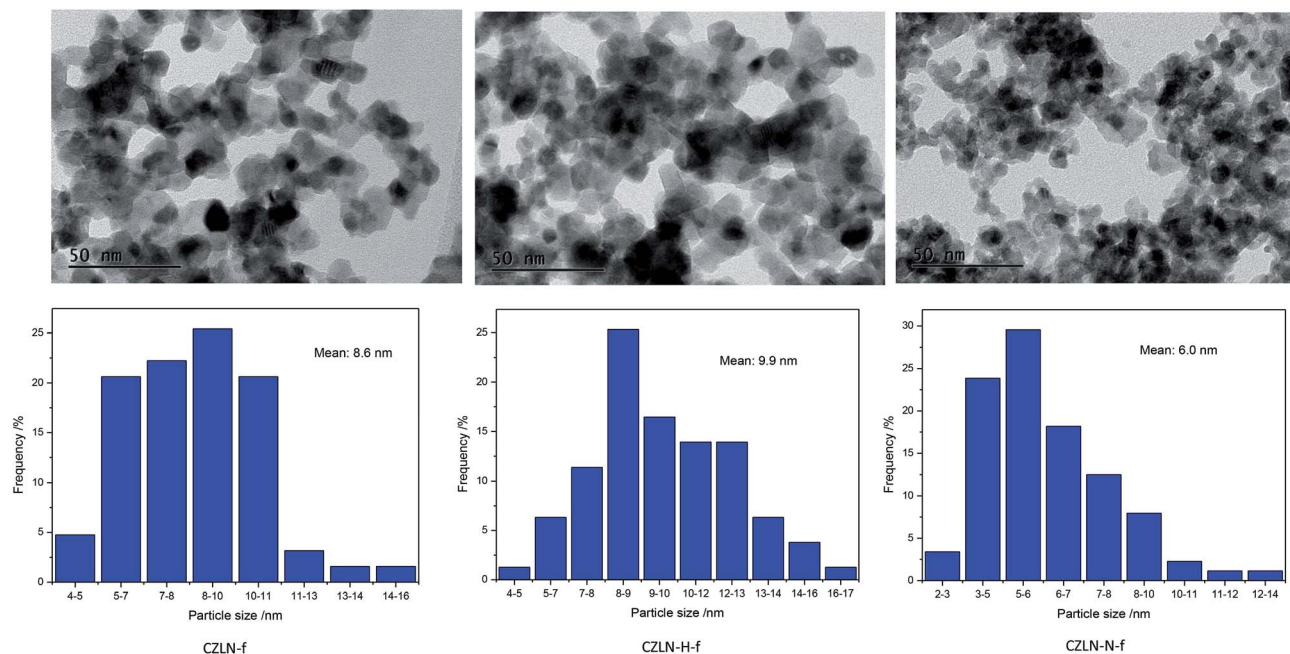 50 nm
50 nm
50 nm
Mean: 8.6 nm
Frequency /%
25
20
15
10
5
0
4-5 5-7 7-8 8-10 10-11 11-13 13-14 14-16
Particle size /nm
CZLN-f
Mean: 9.9 nm
Frequency /%
25
20
15
10
5
0
4-5 5-7 7-8 8-9 9-10 10-12 12-13 13-14 14-16 16-17
Particle size /nm
CZLN-H-f
Mean: 6.0 nm
Frequency /%
30
25
20
15
10
5
0
2-3 3-5 5-6 6-7 7-8 8-10 10-11 11-12 12-14
Particle size /nm
CZLN-N-f